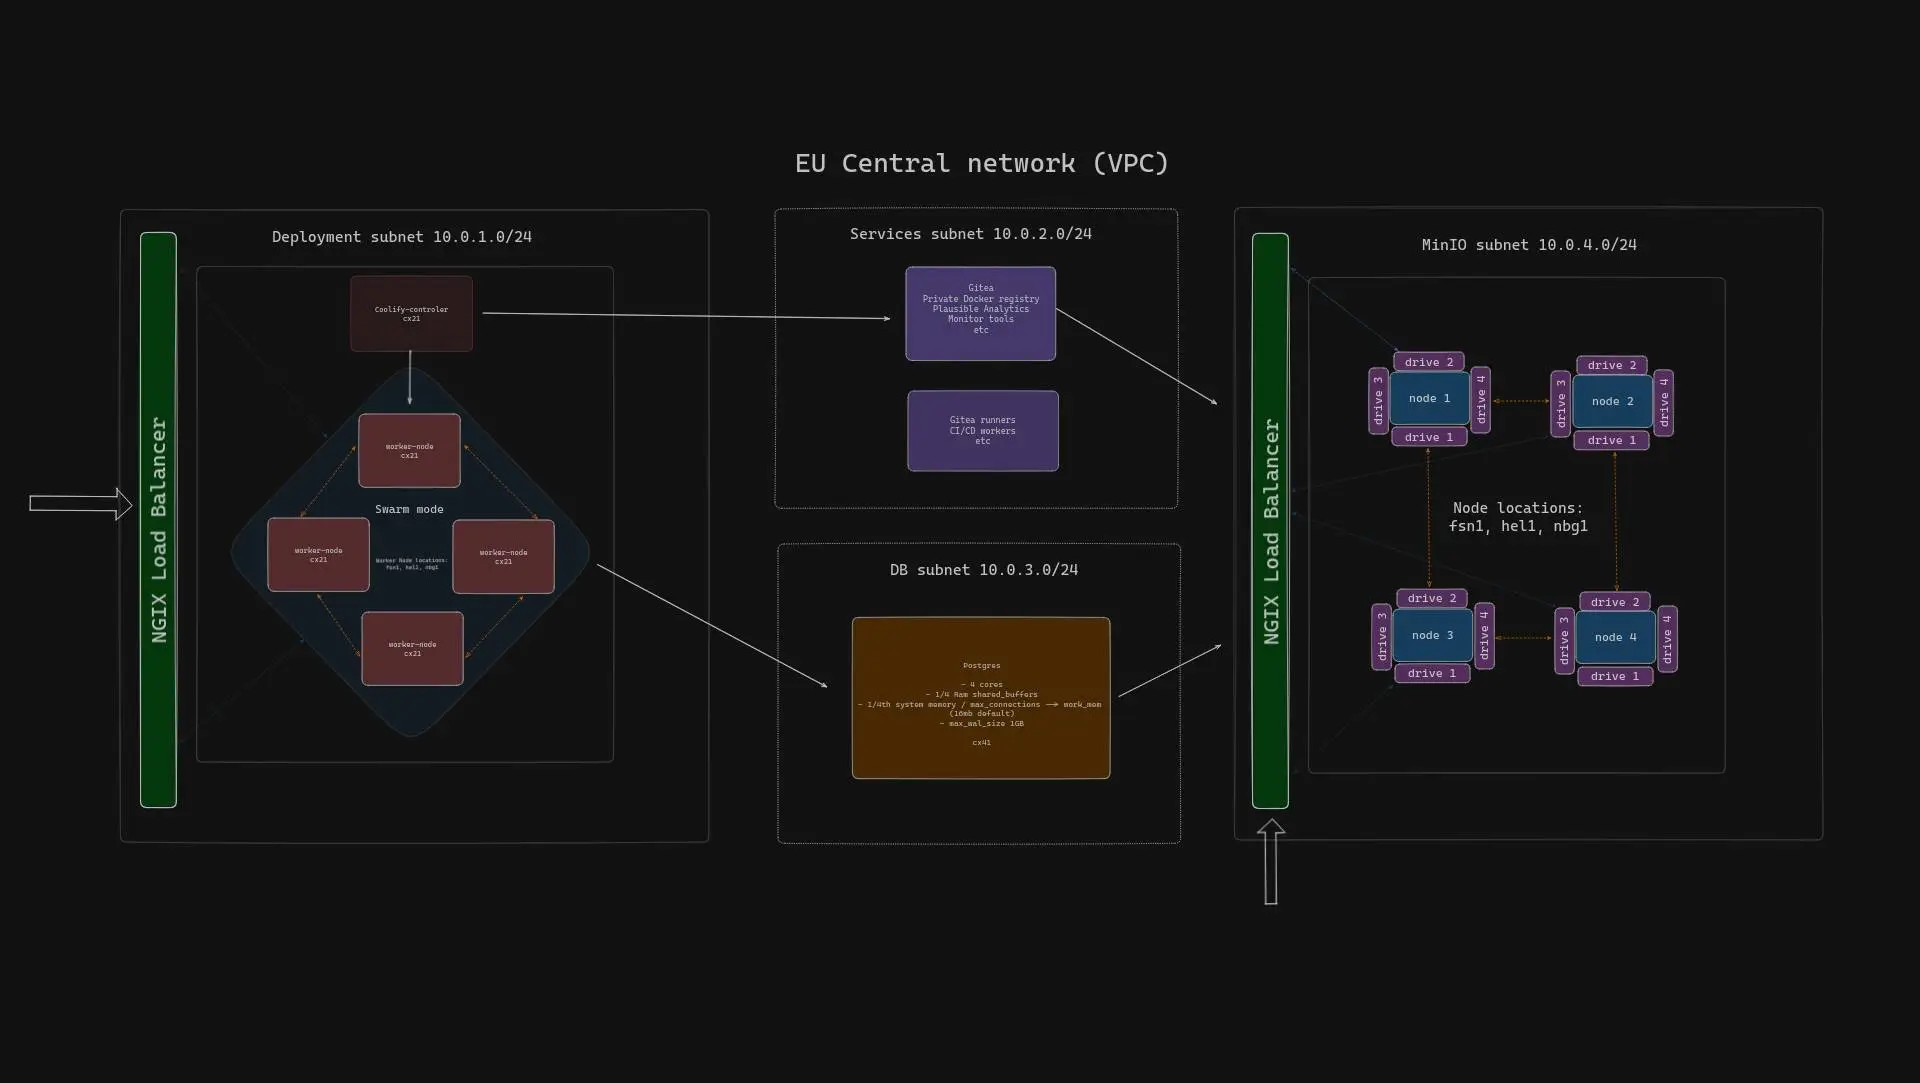 EU Central network (VPC)
Deployment subnet 10.0.1.0/24
NGIX Load Balancer
Coolify-controler
cx21
worker-node
cx21
Swarm mode
worker-node
cx21
Worker Node locations:
fsn1, hel1, nbg1
worker-node
cx21
worker-node
cx21
Services subnet 10.0.2.0/24
Gitea
Private Docker registry
Plausible Analytics
Monitor tools
etc
Gitea runners
CI/CD workers
etc
DB subnet 10.0.3.0/24
Postgres
- 4 cores
- 1/4 Ram shared_buffers
- 1/4th system memory / max_connections --> work_mem
(16mb default)
- max_wal_size 1GB
cx41
MinIO subnet 10.0.4.0/24
NGIX Load Balancer
drive 2
drive 3
node 1
drive 4
drive 1
drive 2
drive 3
node 2
drive 4
drive 1
Node locations:
fsn1, hel1, nbg1
drive 2
drive 3
node 3
drive 4
drive 1
drive 2
drive 3
node 4
drive 4
drive 1